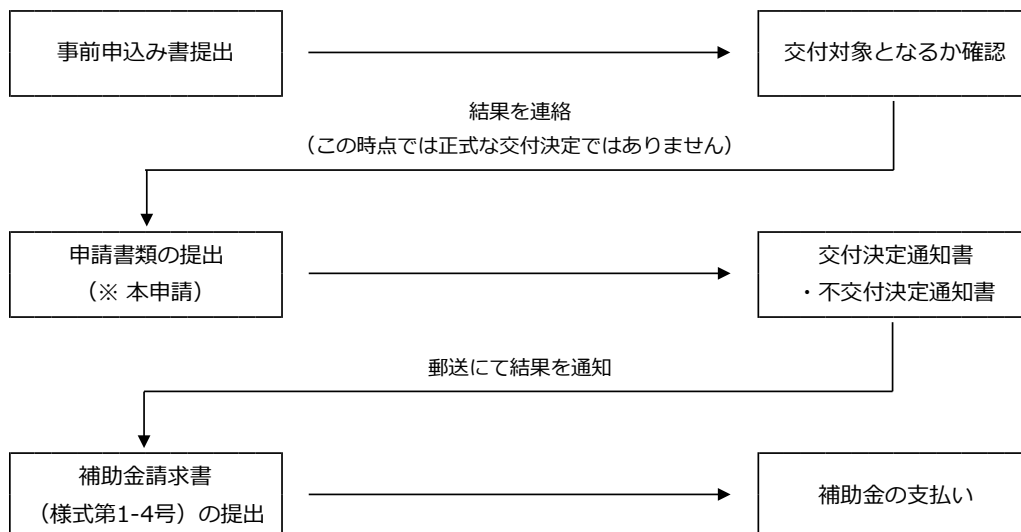 事前申込み書提出
交付対象となるか確認
結果を連絡
（この時点では正式な交付決定ではありません）
申請書類の提出
（※ 本申請）
交付決定通知書
・不交付決定通知書
郵送にて結果を通知
補助金請求書
（様式第1-4号）の提出
補助金の支払い